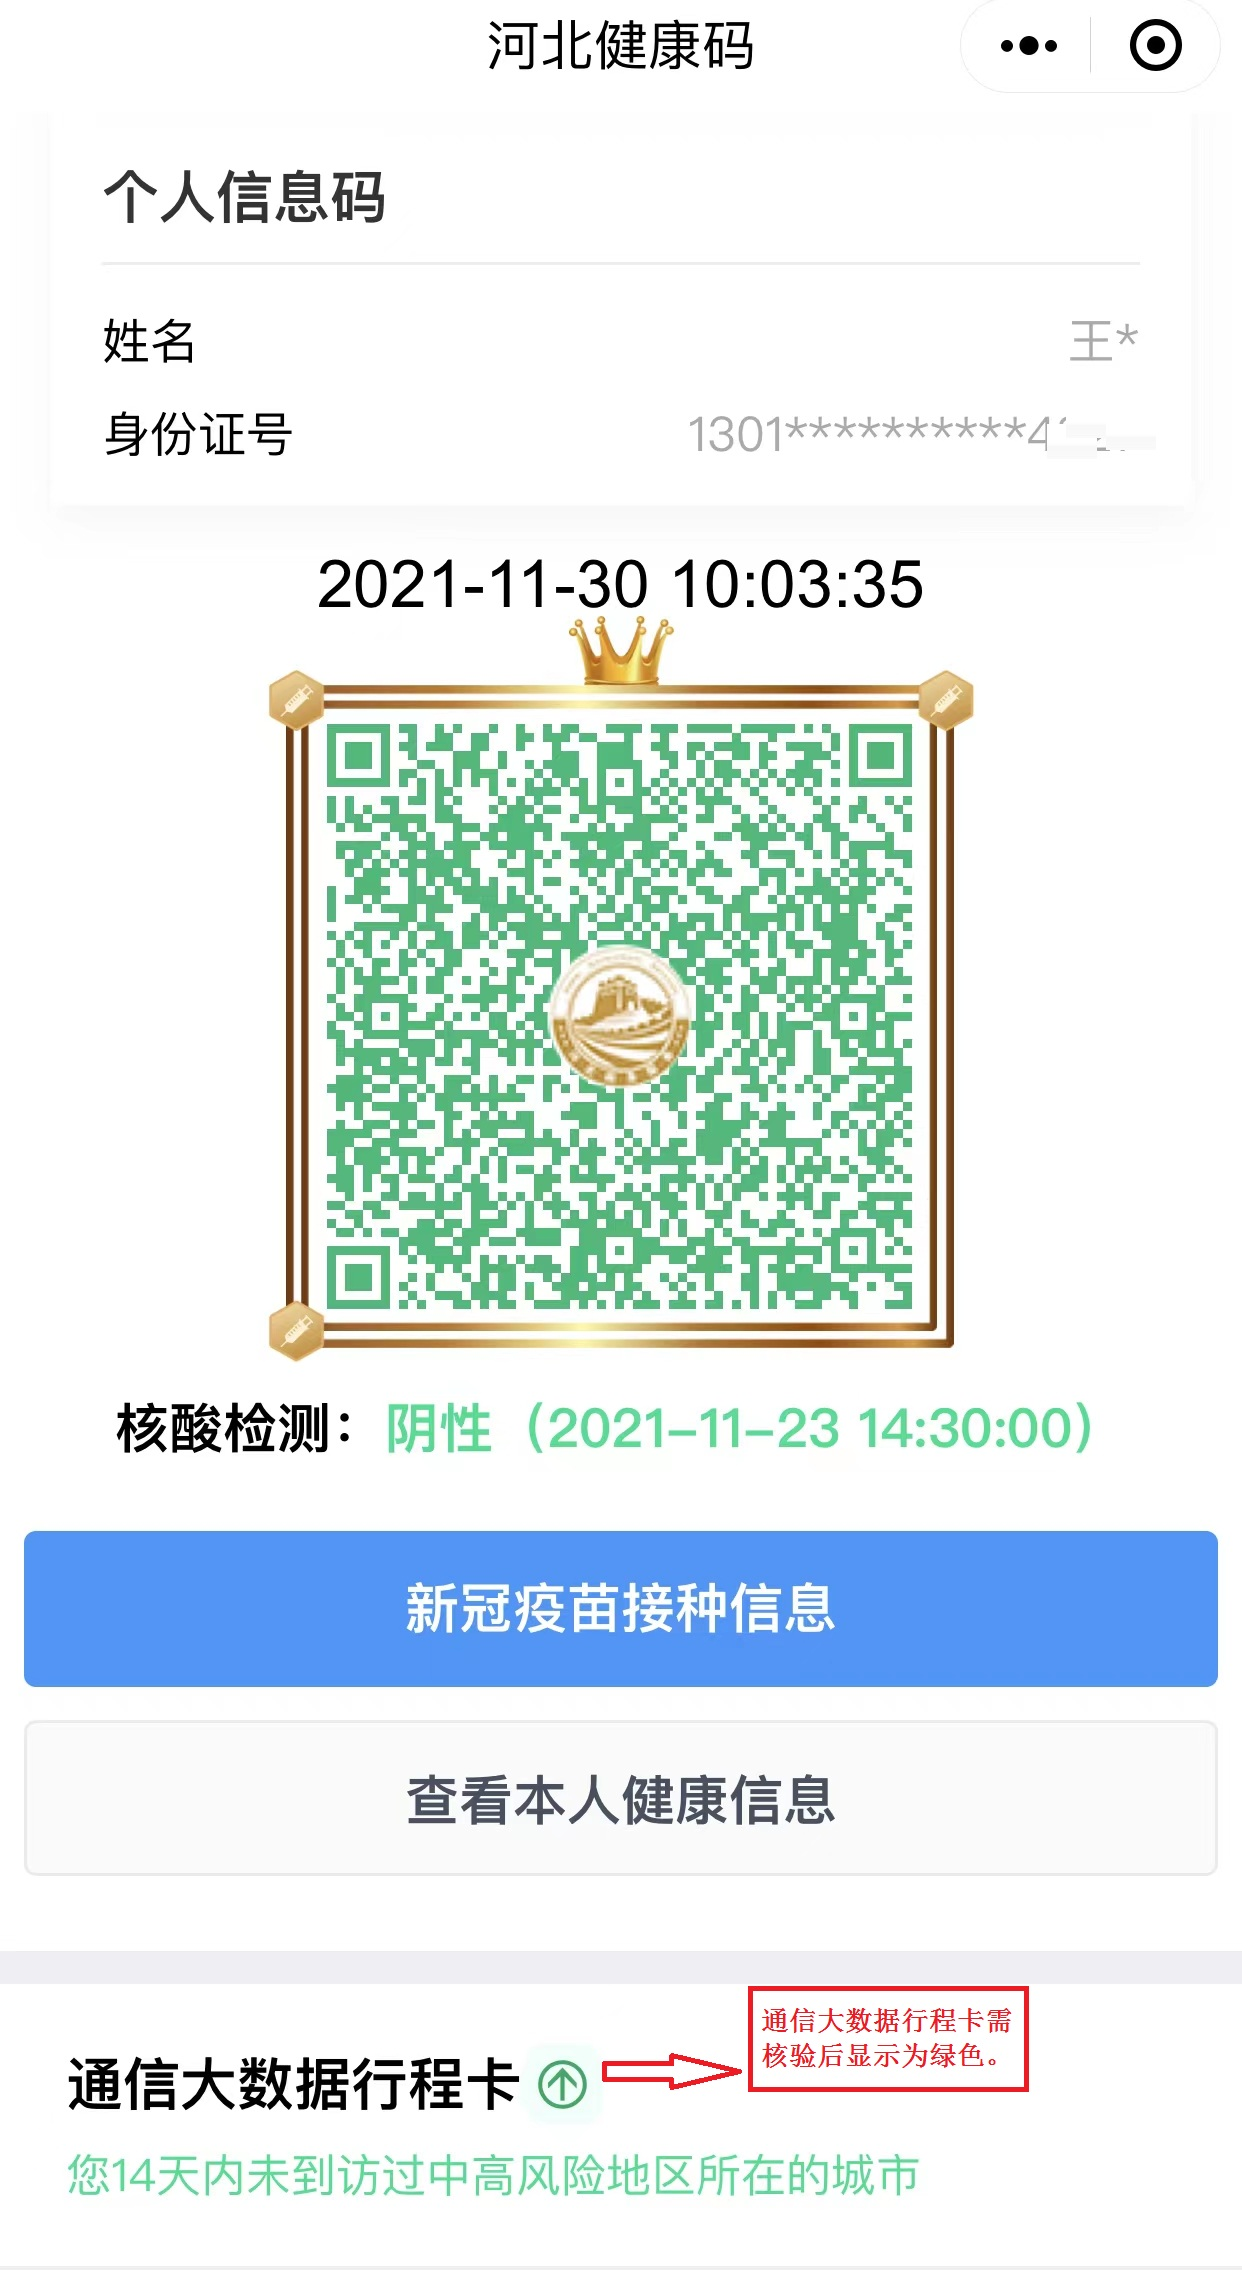 河北健康码
个人信息码
姓名 王*
身份证号 1301**********4
2021-11-30 10:03:35
核酸检测：阴性（2021-11-23 14:30:00）
新冠疫苗接种信息
查看本人健康信息
通信大数据行程卡需
核验后显示为绿色。
通信大数据行程卡
您14天内未到访过中高风险地区所在的城市